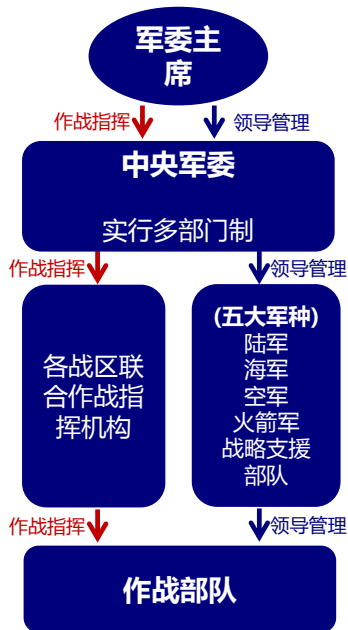 军委主
席
作战指挥
领导管理
中央军委
实行多部门制
作战指挥
领导管理
各战区联
合作战指
挥机构
(五大军种)
陆军
海军
空军
火箭军
战略支援
部队
作战指挥
领导管理
作战部队